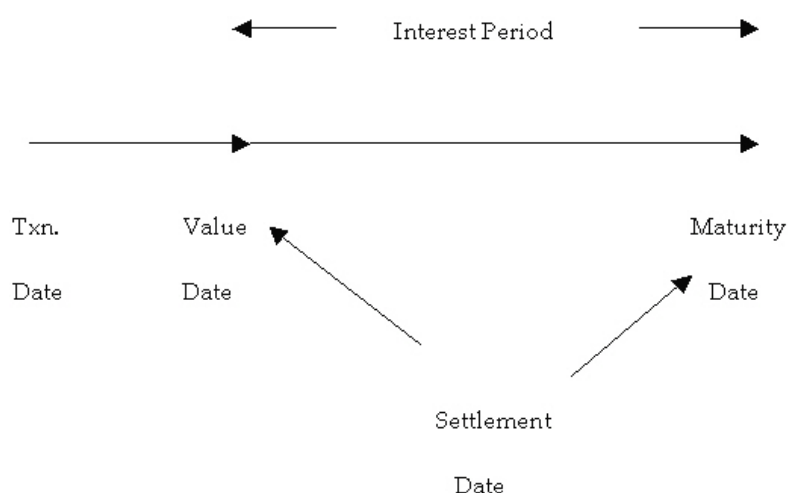 Interest Period
Txn. Value Maturity
Date Date Date
Settlement
Date